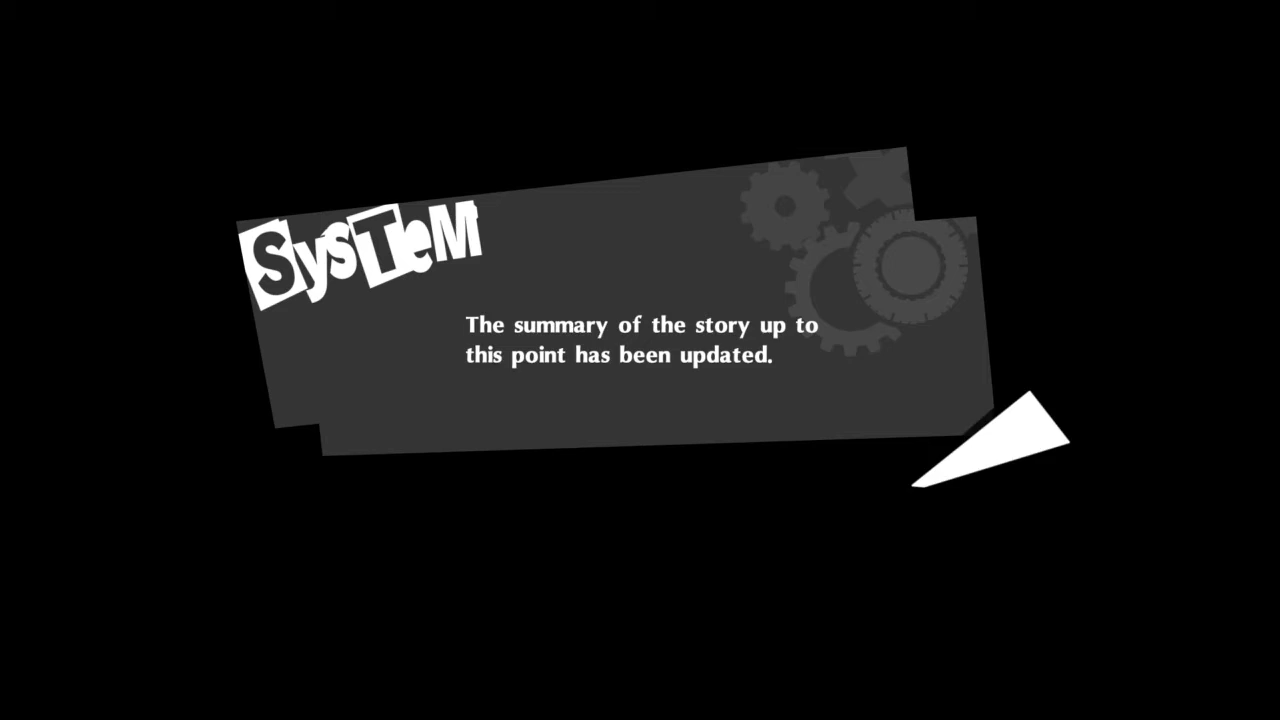 SysTeM
The summary of the story up to
this point has been updated.